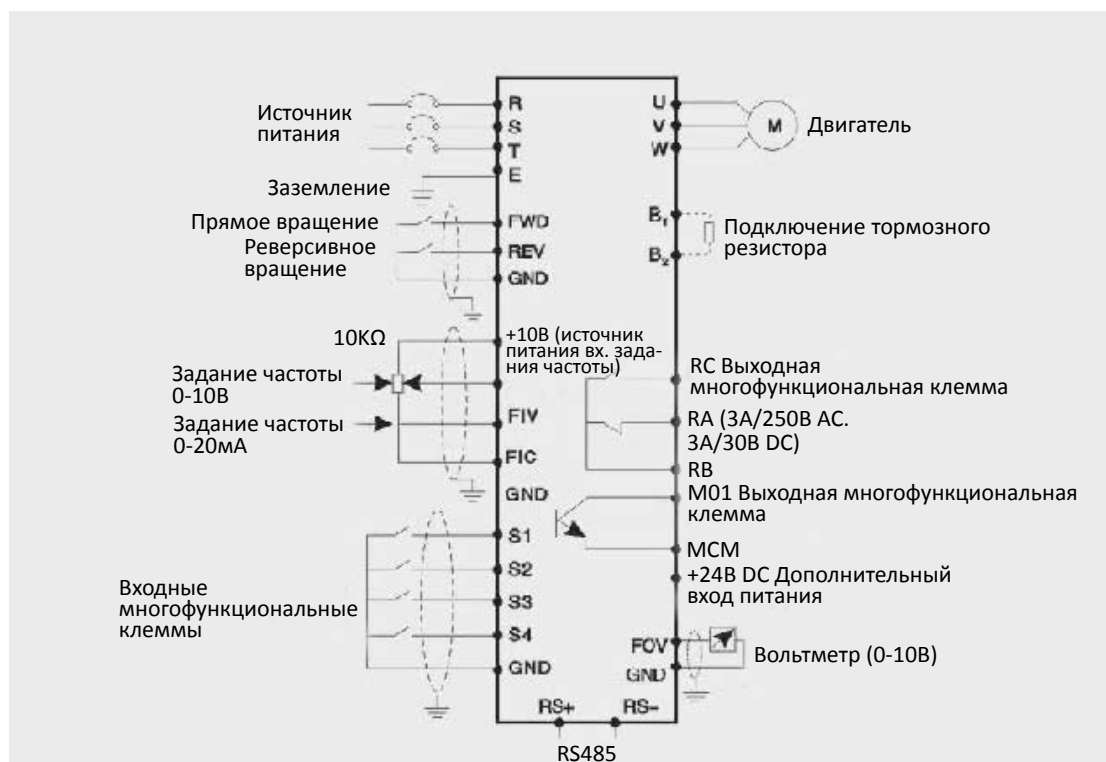 Источник
питания
Заземление
Прямое вращение
Реверсивное
вращение
10KΩ
Задание частоты
0-10В
Задание частоты
0-20мА
Входные
многофункциональные
клеммы
R
S
T
E
FWD
REV
GND
+10В (источник
питания вх. зада-
ния частоты)
FIV
FIC
GND
S1
S2
S3
S4
GND
RS+
RS-
RS485
U
V
W
B1
B2
FOV
GND
M
Двигатель
Подключение тормозного
резистора
RC Выходная
многофункциональная клемма
RA (3А/250В AC.
3А/30В DC)
RB
M01 Выходная многофункциональная
клемма
MCM
+24В DC Дополнительный
вход питания
Вольтметр (0-10В)